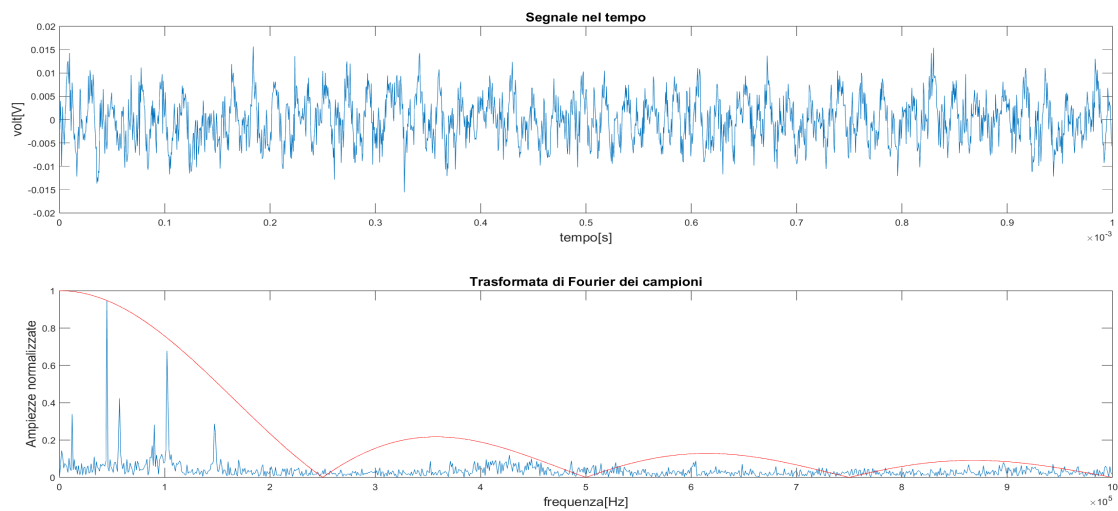 Segnale nel tempo
0.02
0.015
0.01
0.005
0
-0.005
-0.01
-0.015
-0.02
volt[V]
0 0.1 0.2 0.3 0.4 0.5 0.6 0.7 0.8 0.9 1
tempo[s]
×10-3
Trasformata di Fourier dei campioni
1
0.8
0.6
0.4
0.2
0
Ampiezze normalizzate
0 1 2 3 4 5 6 7 8 9 10
frequenza[Hz]
×105